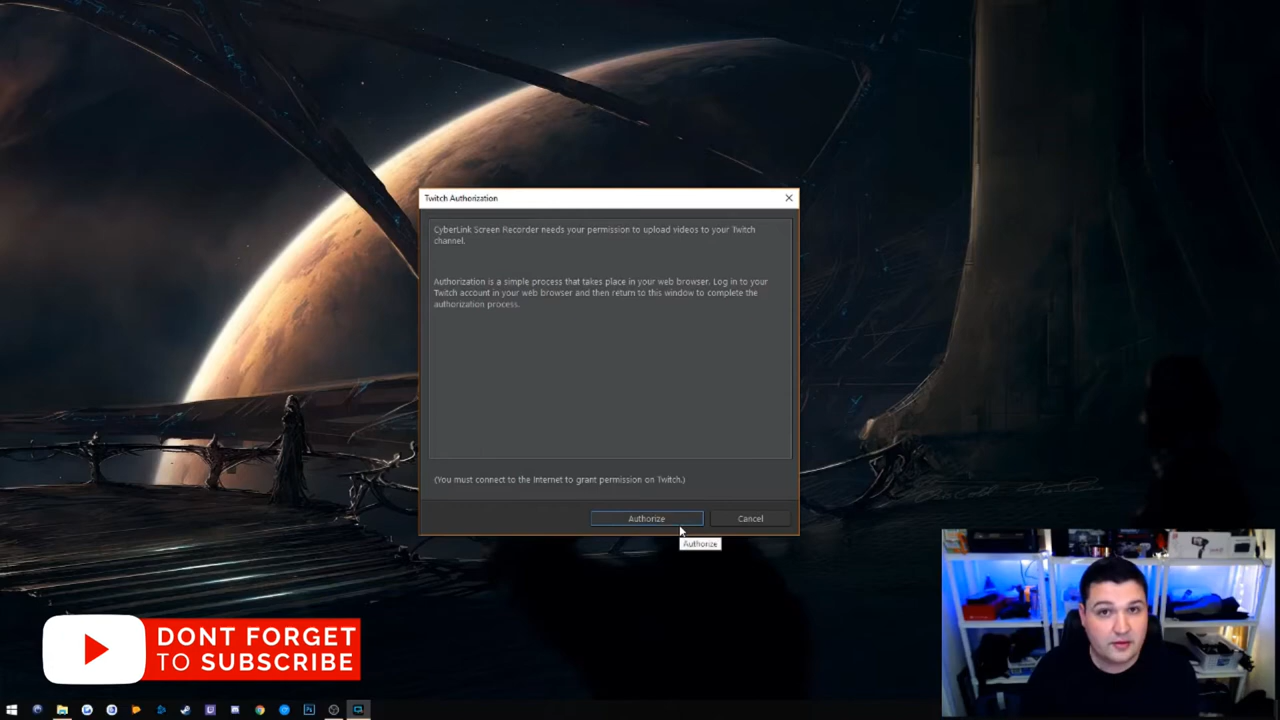 Twitch Authorization
CyberLink Screen Recorder needs your permission to upload videos to your Twitch
channel.
Authorization is a simple process that takes place in your web browser. Log in to your
Twitch account in your web browser and then return to this window to complete the
authorization process.
(You must connect to the Internet to grant permission on Twitch.)
Authorize
Cancel
Authorize
DONT FORGET
TO SUBSCRIBE
Ps